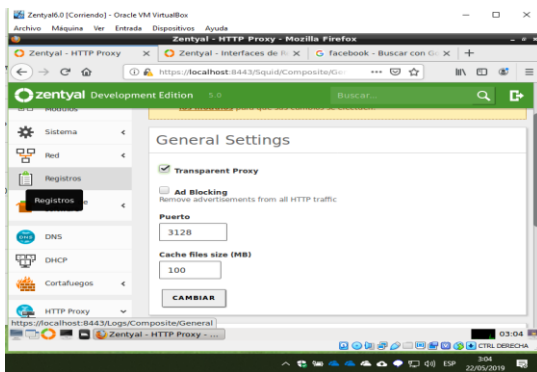 Zentyal6.0 [Corriendo] - Oracle VM VirtualBox
Archivo Máquina Ver Entrada Dispositivos Ayuda
Zentyal - HTTP Proxy - Mozilla Firefox
Zentyal - HTTP Proxy
Zentyal - Interfaces de R
facebook - Buscar con G
https://localhost:8443/Squid/Composite/Ge
zentyal Development Edition 5.0
Buscar...
Módulos
Sistema
Red
Registros
Registros
DNS
DHCP
Cortafuegos
HTTP Proxy
General Settings
Transparent Proxy
Ad Blocking
Remove advertisements from all HTTP traffic
Puerto
3128
Cache files size (MB)
100
CAMBIAR
https://localhost:8443/Logs/Composite/General
Zentyal - HTTP Proxy - ...
03:04
CTRL DERECHA
ESP
3:04
22/05/2019